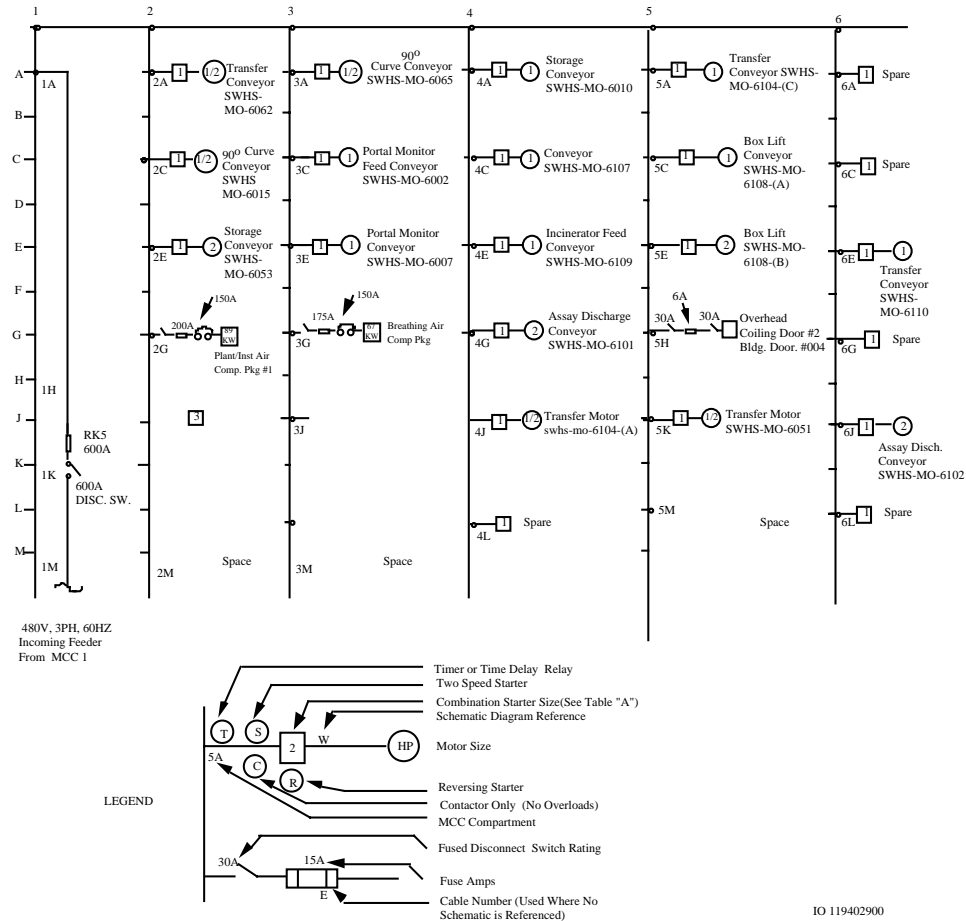 1 2 3 4 5 6
A
B
C
D
E
F
G
H
J
K
L
M
1A
1H
RK5
600A
1K
600A
DISC. SW.
1M
480V, 3PH, 60HZ
Incoming Feeder
From MCC 1
2A 1 1/2 Transfer
Conveyor
SWHS-
MO-6062
2C 1 1/2 90o Curve
Conveyor
SWHS
MO-6015
2E 1 2 Storage
Conveyor
SWHS-
MO-6053
150A
200A
89
KW
2G
Plant/Inst Air
Comp. Pkg #1
3
2M
Space
3A 1 1/2 90o
Curve Conveyor
SWHS-MO-6065
3C 1 1 Portal Monitor
Feed Conveyor
SWHS-MO-6002
3E 1 1 Portal Monitor
Conveyor
SWHS-MO-6007
150A
175A
67
KW
3G
Breathing Air
Comp Pkg
3J
3M
Space
4A 1 1 Storage
Conveyor
SWHS-MO-6010
4C 1 1 Conveyor
SWHS-MO-6107
4E 1 1 Incinerator Feed
Conveyor
SWHS-MO-6109
4G 1 2 Assay Discharge
Conveyor
SWHS-MO-6101
4J 1 1/2 Transfer Motor
swhs-mo-6104-(A)
4L 1 Spare
5A 1 1 Transfer
Conveyor SWHS-
MO-6104-(C)
5C 1 1 Box Lift
Conveyor
SWHS-MO-
6108-(A)
5E 1 2 Box Lift
SWHS-MO-
6108-(B)
6A
30A 30A
5H
Overhead
Coiling Door #2
Bldg. Door. #004
5K 1 1/2 Transfer Motor
SWHS-MO-6051
5M
Space
6A 1 Spare
6C 1 Spare
6E 1 1
Transfer
Conveyor
SWHS-
MO-6110
6G 1 Spare
6J 1 2
Assay Disch.
Conveyor
SWHS-MO-6102
6L 1 Spare
LEGEND
T S 2 W HP
5A C R
Timer or Time Delay Relay
Two Speed Starter
Combination Starter Size(See Table "A")
Schematic Diagram Reference
Motor Size
Reversing Starter
Contactor Only (No Overloads)
MCC Compartment
Fused Disconnect Switch Rating
30A 15A
E
Fuse Amps
Cable Number (Used Where No
Schematic is Referenced)
IO 119402900